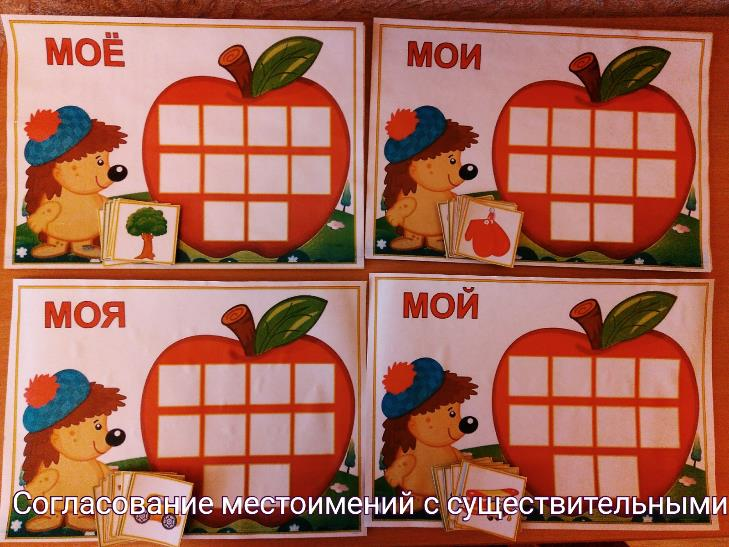 МОЁ
МОИ
МОЯ
МОЙ
Согласование местоимений с существительными